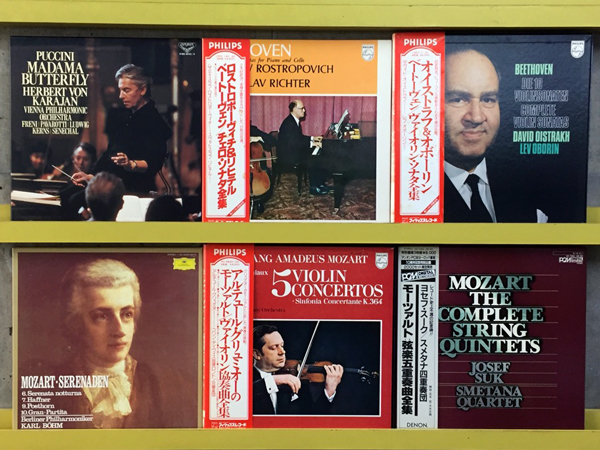 PUCCINI
MADAMA
BUTTERFLY
HERBERT VON
KARAJAN
VIENNA PHILHARMONIC
ORCHESTRA
FRENI·PAVAROTTI·LUDWIG
KERNS·SENECHAL
LONDON
PHILIPS
ベートーヴェン チェロ・ソナタ全集
ロストロポーヴィチ&リヒテル
OVEN
for Piano and Cello
ROSTROPOVICH
LAV RICHTER
PHILIPS
オイストラフ&オボーリン
ベートーヴェン ヴァイオリン・ソナタ全集
BEETHOVEN
DIE 10
VIOLINSONATEN
COMPLETE
VIOLIN SONATAS
DAVID OISTRAKH
LEV OBORIN
MOZART·SERENADEN
6. Serenata notturna
7. Haffner
9. Posthorn
10. Gran·Partita
Berliner Philharmoniker
KARL BÖHM
PHILIPS
アルテュール・グリュミオーの
モーツァルト ヴァイオリン協奏曲全集
ANG AMADEUS MOZART
5 VIOLIN
CONCERTOS
Sinfonia Concertante K.364
PCM
ヨセフ・スーク/スメタナ四重奏団
モーツァルト 弦楽五重奏曲全集
DENON
MOZART
THE
COMPLETE
STRING
QUINTETS
JOSEF
SUK
SMETANA
QUARTET